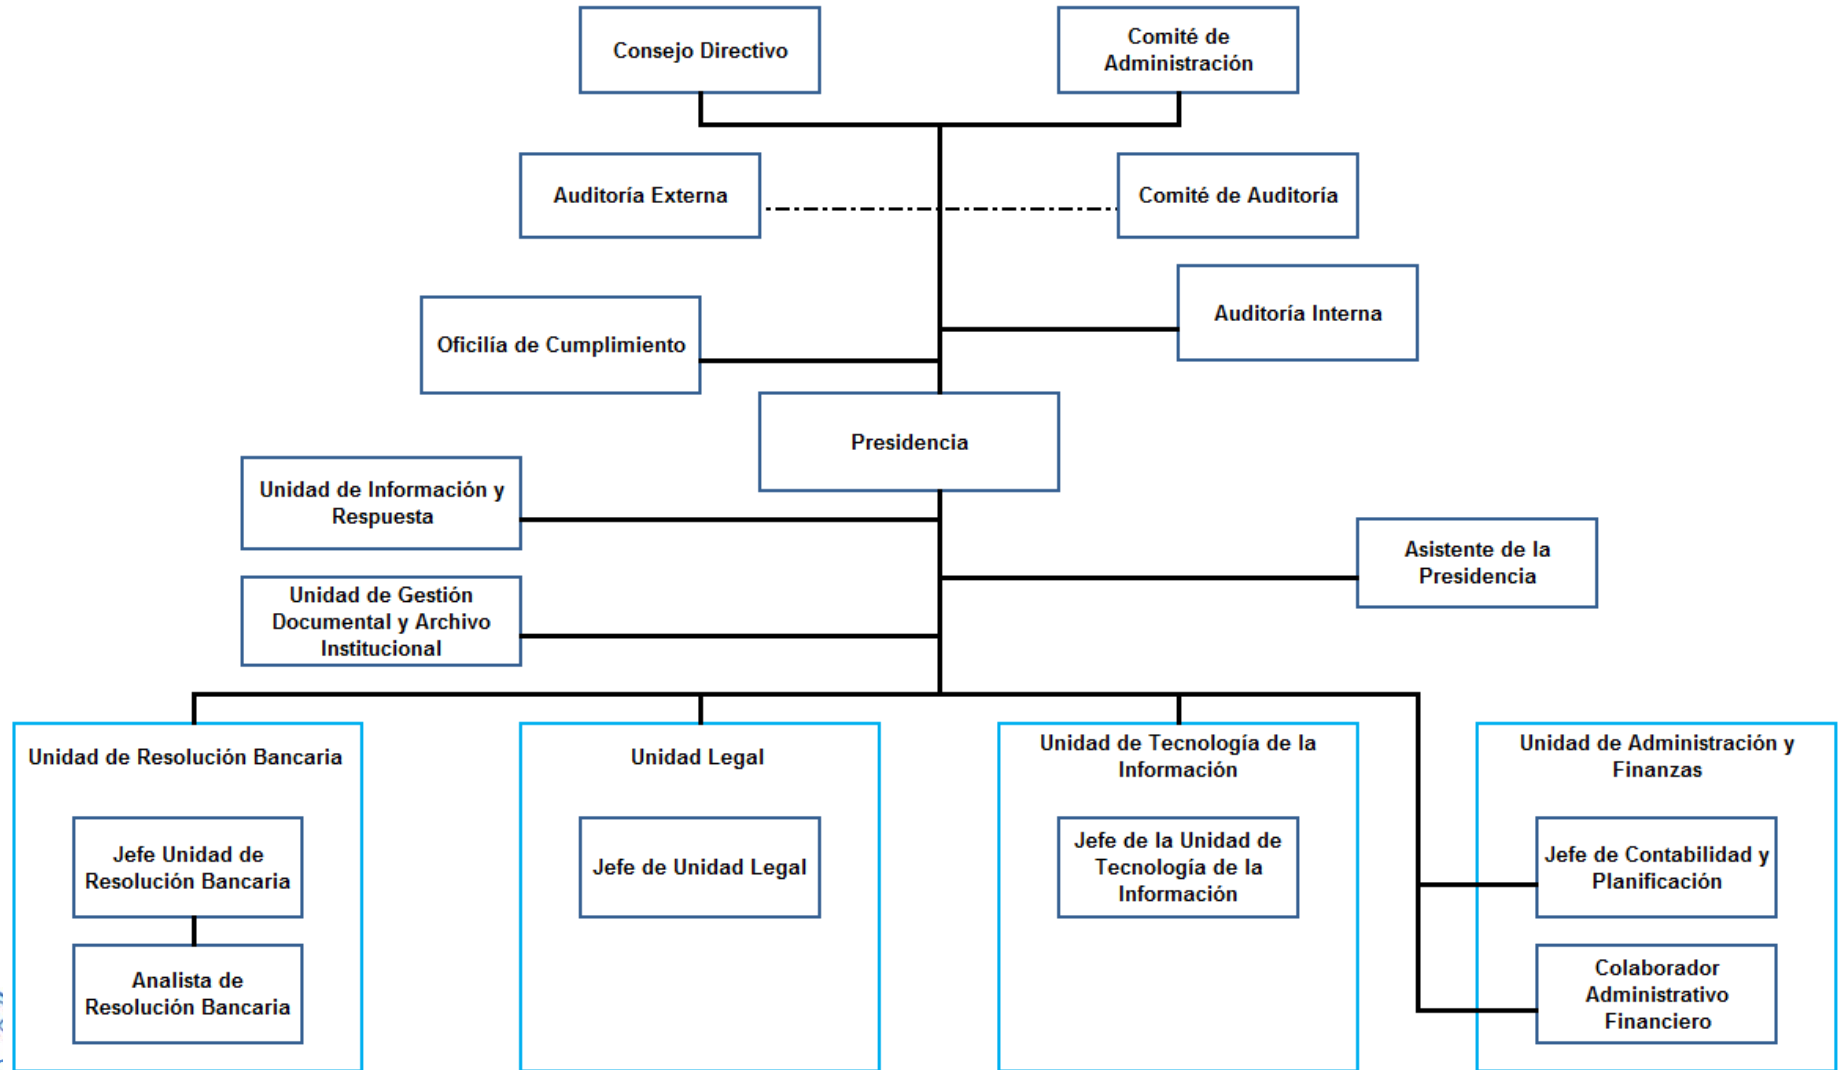 Consejo Directivo
Comité de
Administración
Auditoría Externa
Comité de Auditoría
Auditoría Interna
Oficilía de Cumplimiento
Presidencia
Unidad de Información y
Respuesta
Asistente de la
Presidencia
Unidad de Gestión
Documental y Archivo
Institucional
Unidad de Resolución Bancaria
Jefe Unidad de
Resolución Bancaria
Analista de
Resolución Bancaria
Unidad Legal
Jefe de Unidad Legal
Unidad de Tecnología de la
Información
Jefe de la Unidad de
Tecnología de la
Información
Unidad de Administración y
Finanzas
Jefe de Contabilidad y
Planificación
Colaborador
Administrativo
Financiero